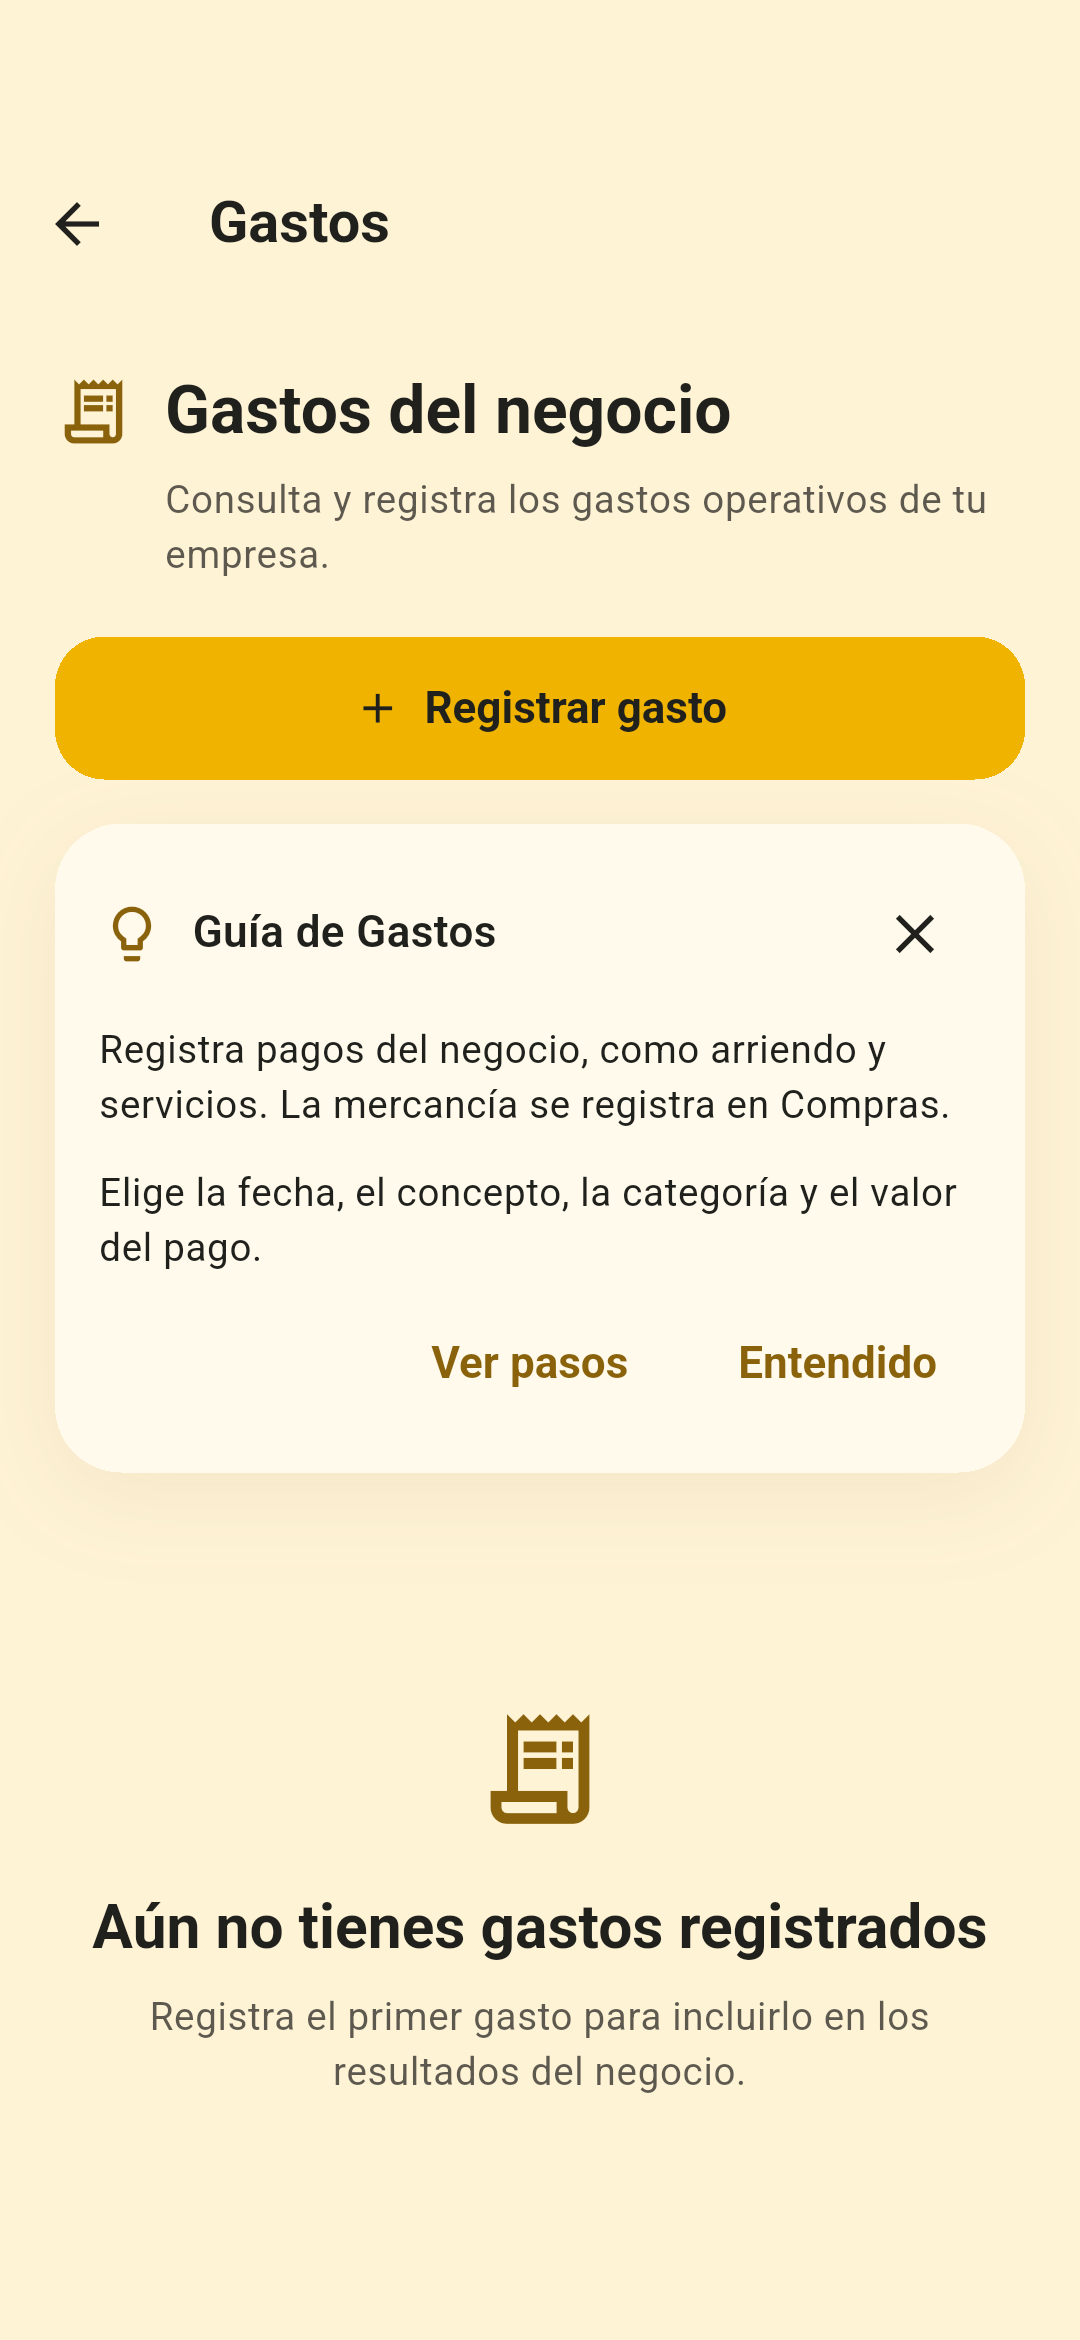 Gastos
Gastos del negocio
Consulta y registra los gastos operativos de tu
empresa.
+ Registrar gasto
Guía de Gastos
Registra pagos del negocio, como arriendo y
servicios. La mercancía se registra en Compras.
Elige la fecha, el concepto, la categoría y el valor
del pago.
Ver pasos Entendido
Aún no tienes gastos registrados
Registra el primer gasto para incluirlo en los
resultados del negocio.